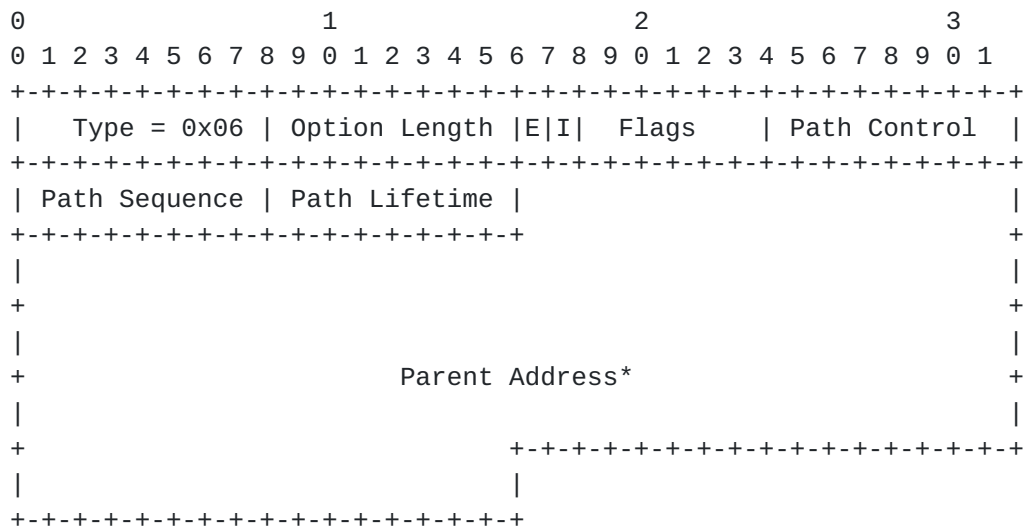 0                   1                   2                   3
0 1 2 3 4 5 6 7 8 9 0 1 2 3 4 5 6 7 8 9 0 1 2 3 4 5 6 7 8 9 0 1
+-+-+-+-+-+-+-+-+-+-+-+-+-+-+-+-+-+-+-+-+-+-+-+-+-+-+-+-+-+-+-+-+
|   Type = 0x06 | Option Length |E|I|  Flags    | Path Control  |
+-+-+-+-+-+-+-+-+-+-+-+-+-+-+-+-+-+-+-+-+-+-+-+-+-+-+-+-+-+-+-+-+
| Path Sequence | Path Lifetime |                               |
+-+-+-+-+-+-+-+-+-+-+-+-+-+-+-+-+                               +
|                                                               |
+                                                               +
|                                                               |
+                        Parent Address*                        +
|                                                               |
+                               +-+-+-+-+-+-+-+-+-+-+-+-+-+-+-+-+
|                               |
+-+-+-+-+-+-+-+-+-+-+-+-+-+-+-+-+